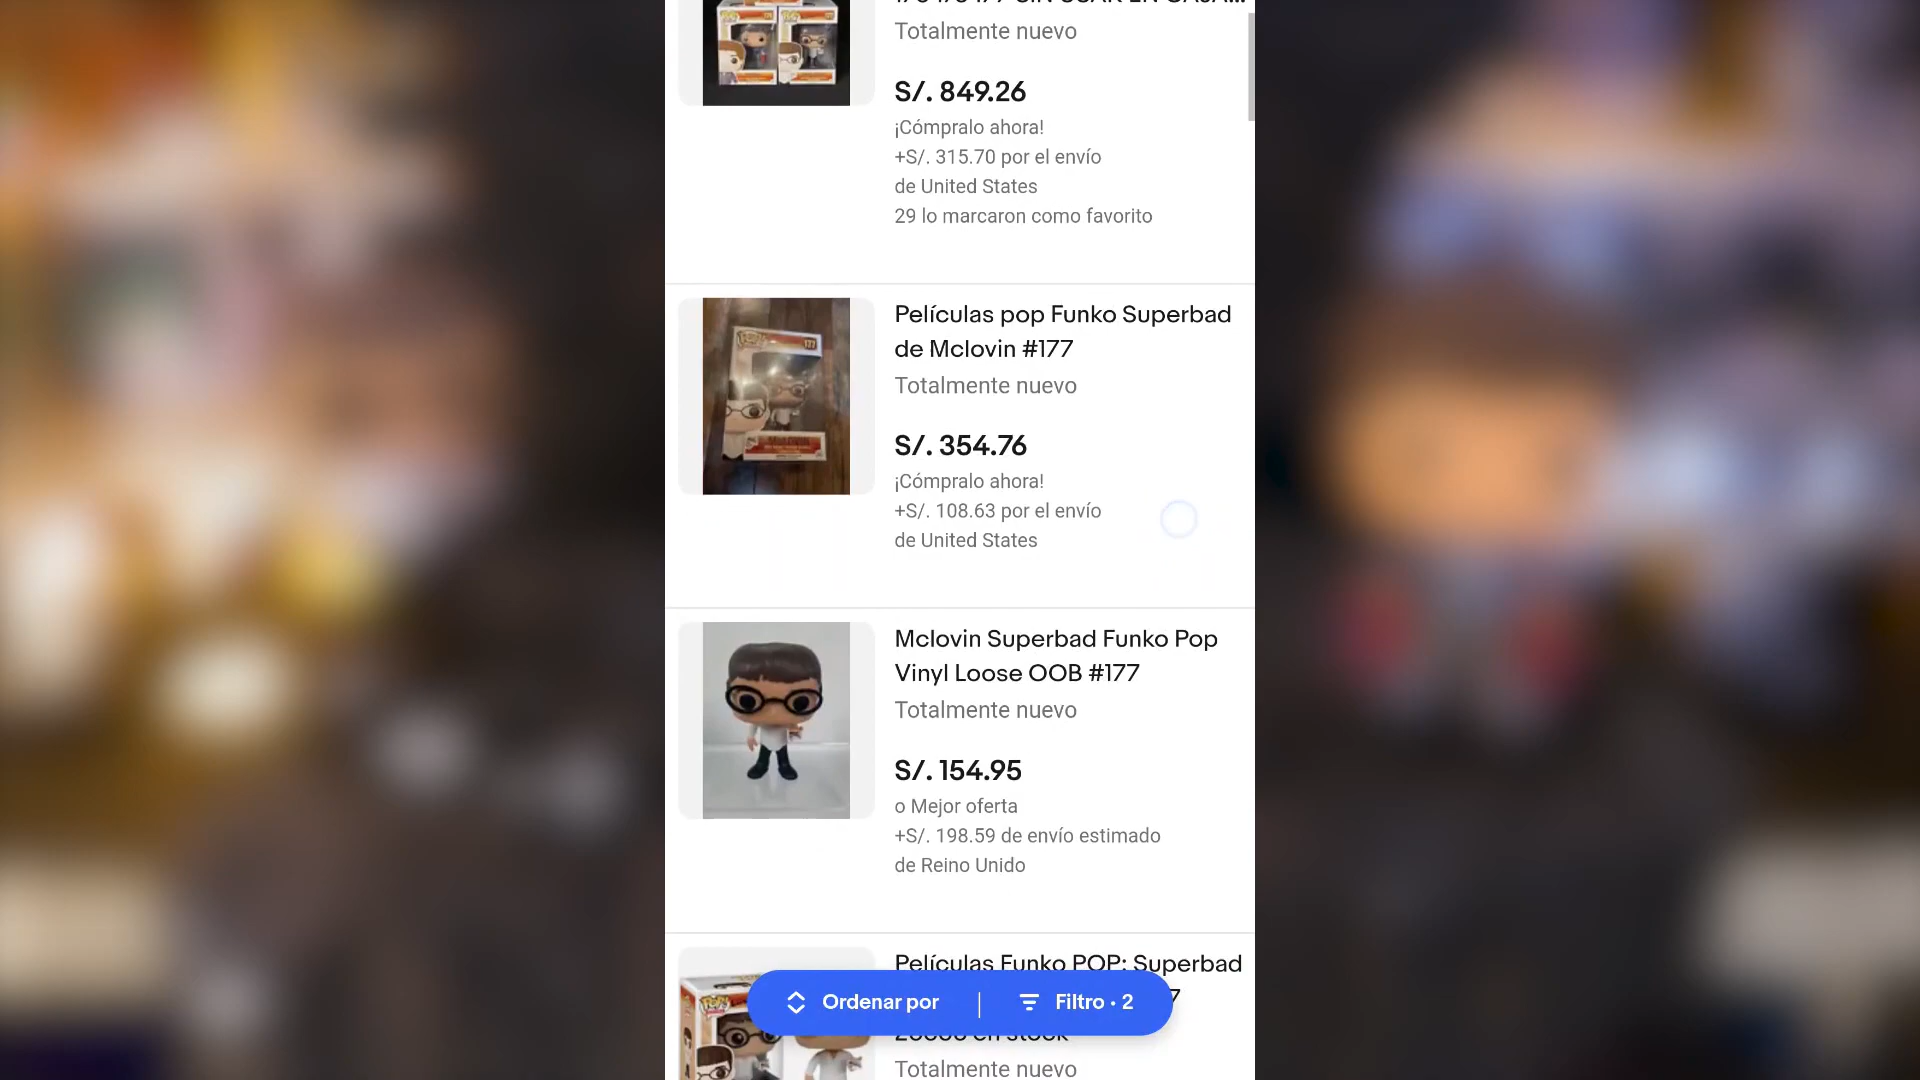 Totalmente nuevo
S/. 849.26
¡Cómpralo ahora!
+S/. 315.70 por el envío
de United States
29 lo marcaron como favorito
Películas pop Funko Superbad
de Mclovin #177
Totalmente nuevo
S/. 354.76
¡Cómpralo ahora!
+S/. 108.63 por el envío
de United States
177
Mclovin Superbad Funko Pop
Vinyl Loose OOB #177
Totalmente nuevo
S/. 154.95
o Mejor oferta
+S/. 198.59 de envío estimado
de Reino Unido
Películas Funko POP: Superbad
Ordenar por | Filtro • 2
en stock
Totalmente nuevo